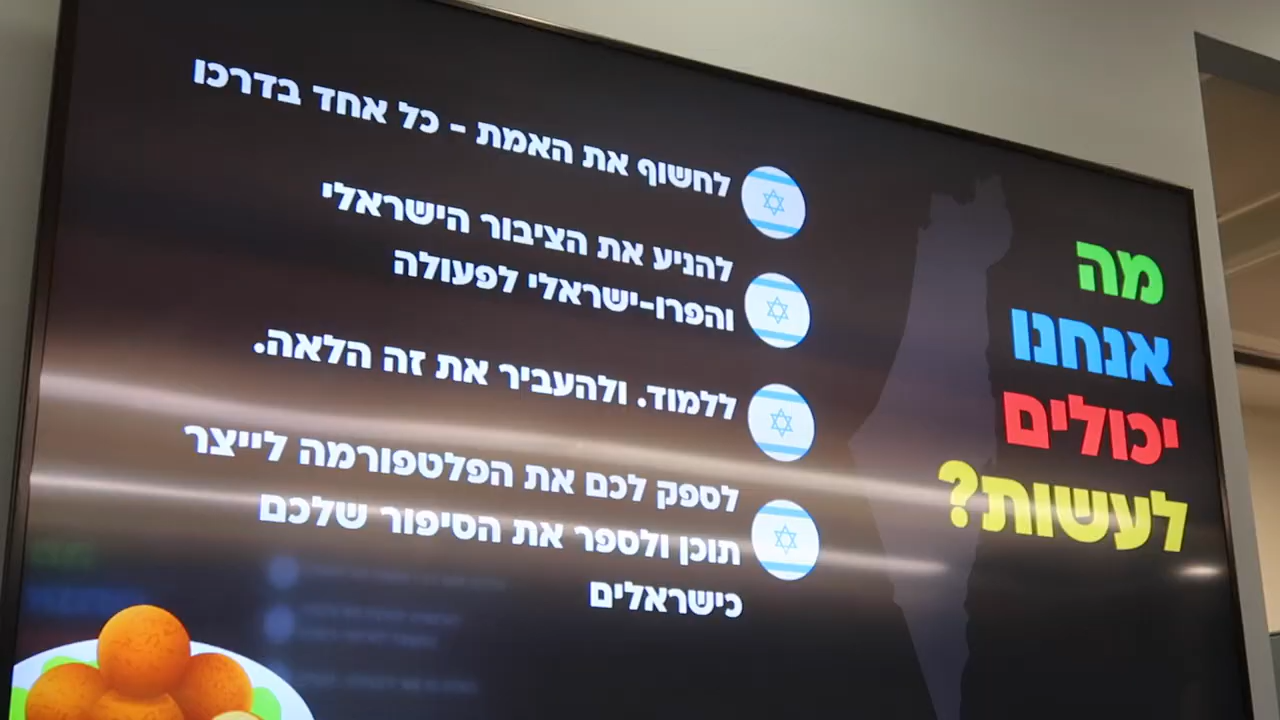 מה
אנחנו
יכולים
לעשות?
לחשוף את האמת - כל אחד בדרכו
להניע את הציבור הישראלי
והפרו-ישראלי לפעולה
ללמוד. ולהעביר את זה הלאה.
לספק לכם את הפלטפורמה לייצר
תוכן ולספר את הסיפור שלכם
כישראלים